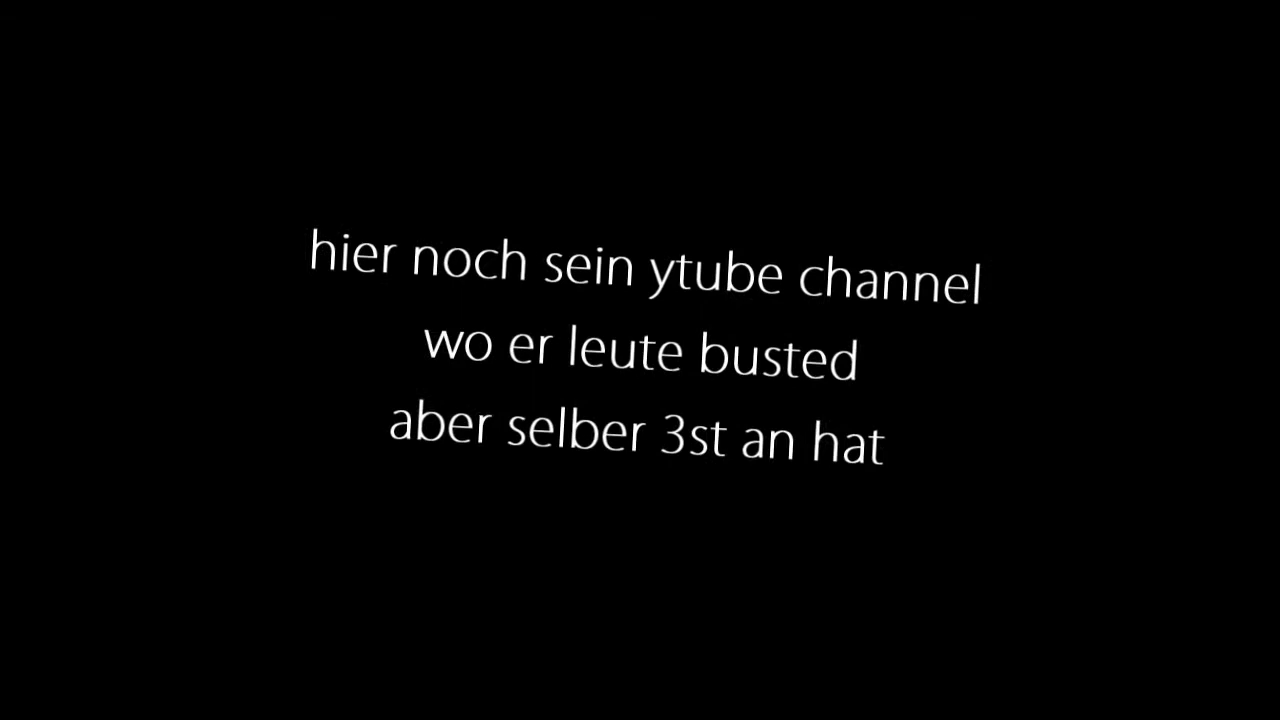 hier noch sein ytube channel
wo er leute busted
aber selber 3st an hat